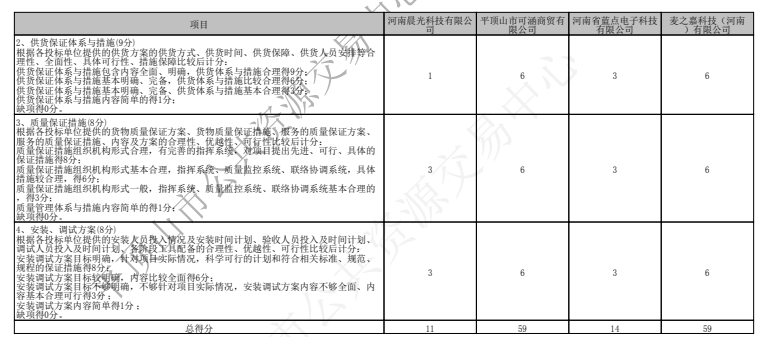 项目 河南晨光科技有限公司 平顶山市可涵商贸有限公司 河南省蓝点电子科技有限公司 麦之嘉科技（河南）有限公司
2、供货保证体系与措施(9分)
根据各投标单位提供的供货方案的供货方式、供货时间、供货保障、供货人员安排等合
理性、全面性、具体可行性、措施保障比较后计分：
供货保证体系与措施包含内容全面、明确，供货体系与措施合理得9分；
供货保证体系与措施基本明确、完备，供货体系与措施比较合理得6分；
供货保证体系与措施基本明确、完备、供货体系与措施基本合理得3分；
供货保证体系与措施内容简单的得1分；
缺项得0分。
1 6 3 6
3、质量保证措施(8分)
根据各投标单位提供的货物质量保证方案、货物质量保证措施、服务的质量保证方案、
服务的质量保证措施、内容及方案的合理性、优越性、可行性比较后计分：
质量保证措施组织机构形式合理，有完善的指挥系统，对项目提出先进、可行、具体的
保证措施得8分；
质量保证措施组织机构形式基本合理，指挥系统、质量监控系统、联络协调系统，具体
措施较合理，得6分；
质量保证措施组织机构形式一般，指挥系统、质量监控系统、联络协调系统基本合理的
，得3分；
质量管理体系与措施内容简单的得1分；
缺项得0分。
3 6 3 6
4、安装、调试方案(8分)
根据各投标单位提供的安装人员投入情况及安装时间计划、验收人员投入及时间计划、
调试人员投入及时间计划、各阶段工具配备的合理性、优越性、可行性比较后计分：
安装调试方案目标明确，针对项目实际情况，科学可行的计划和符合相关标准、规范、
规程的保证措施得8分；
安装调试方案目标较明确，内容比较全面得6分；
安装调试方案目标不够明确，不够针对项目实际情况，安装调试方案内容不够全面、内
容基本合理可行得3分；
安装调试方案内容简单得1分；
缺项得0分。
3 6 3 6
总得分 11 59 14 59
平顶山市公共资源交易中心
市公共资源交易中心